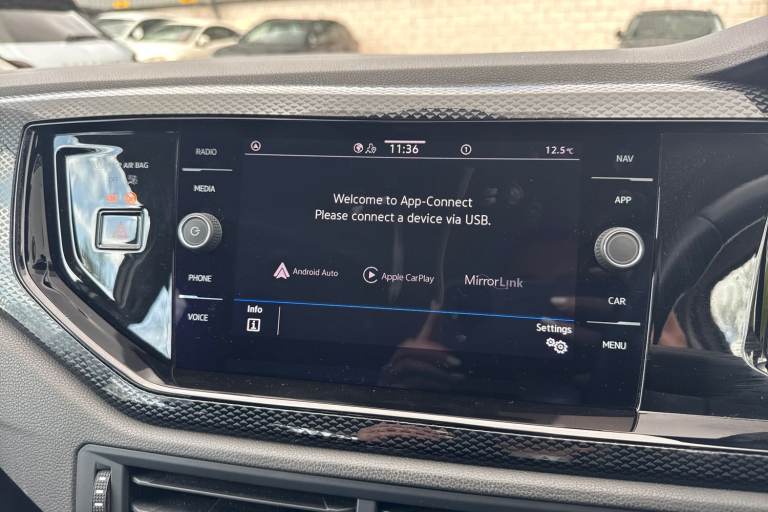 AIR BAG
RADIO
MEDIA
PHONE
VOICE
11:36
12.5°C
Welcome to App-Connect
Please connect a device via USB.
Android Auto
Apple CarPlay
MirrorLink
Info
Settings
NAV
APP
CAR
MENU